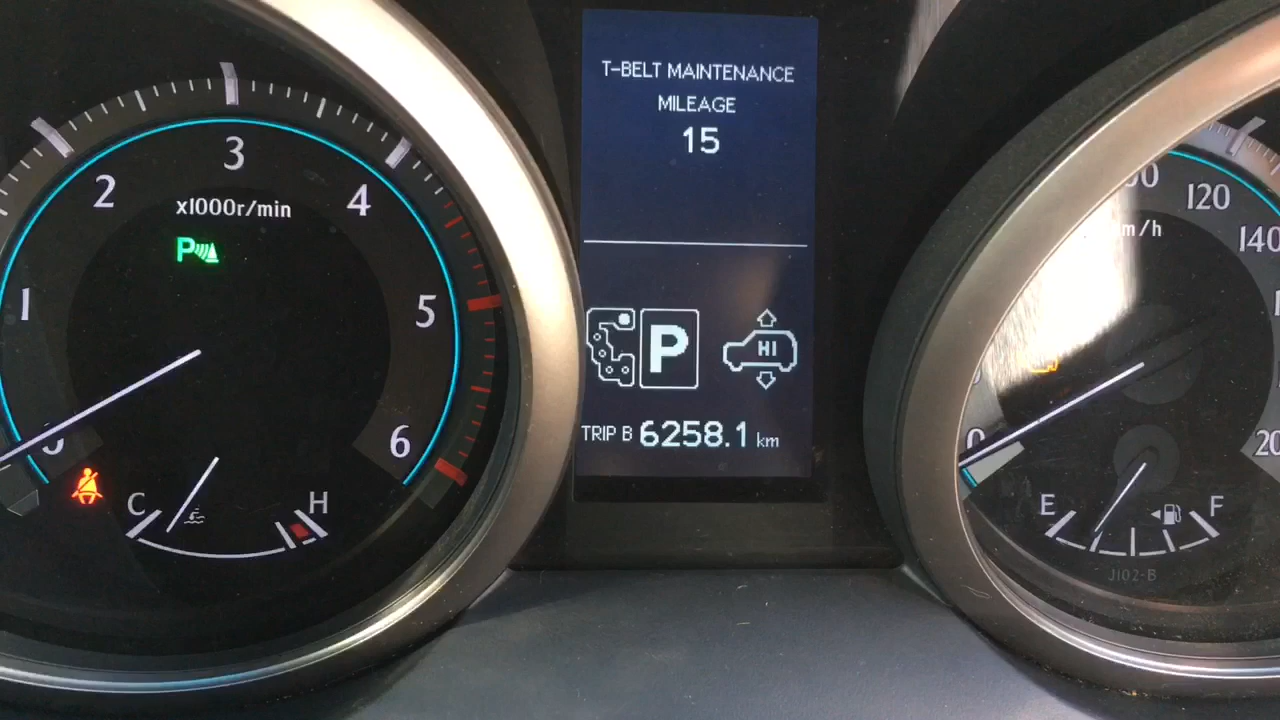 T-BELT MAINTENANCE
MILEAGE
15
P HI
TRIP B 6258.1 km
1 2 3 4 5 6
x1000r/min
P
C H
120
140
m/h
0
E F
J102-B